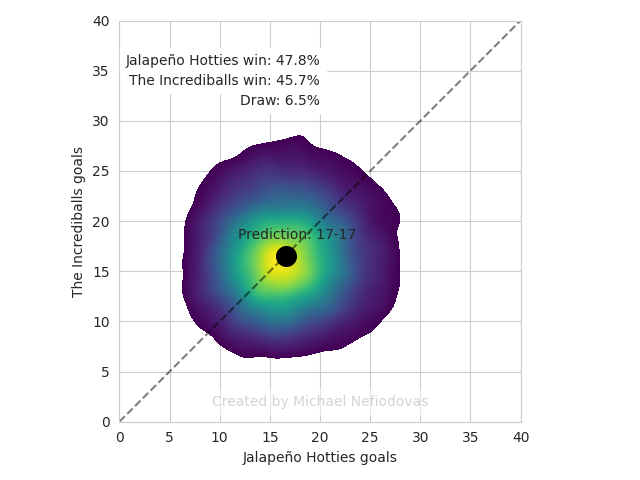 40
35
30
25
20
15
10
5
0
The Incrediballs goals
Jalapeño Hotties win: 47.8%
The Incrediballs win: 45.7%
Draw: 6.5%
Prediction: 17-17
Created by Michael Nefiodovas
0 5 10 15 20 25 30 35 40
Jalapeño Hotties goals